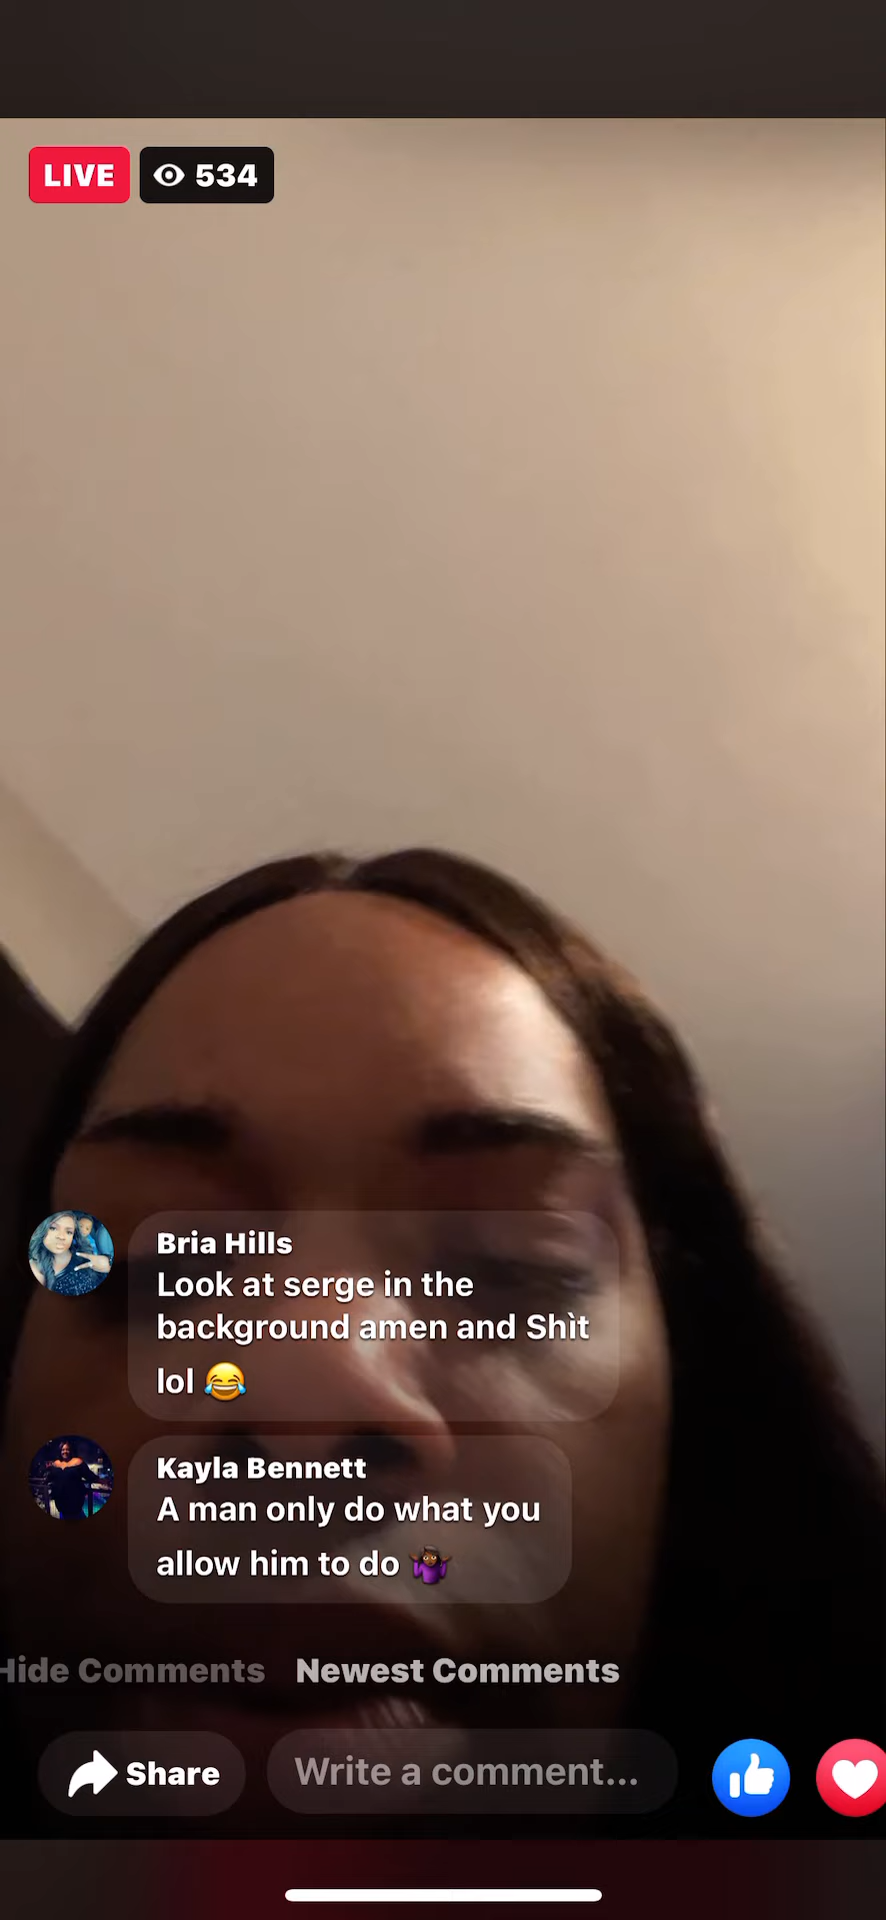 LIVE 534
Bria Hills
Look at serge in the
background amen and Shìt
lol 😂
Kayla Bennett
A man only do what you
allow him to do 🤷🏾‍♀️
Hide Comments Newest Comments
Share Write a comment...